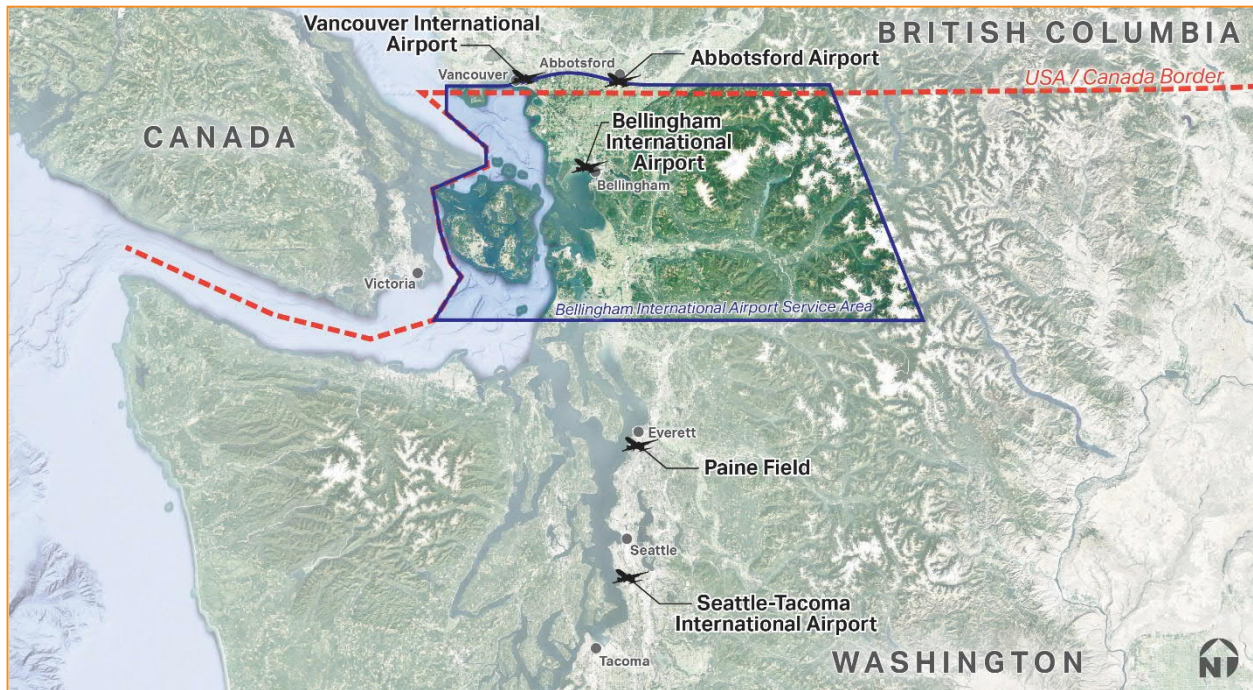 Vancouver International
Airport
BRITISH COLUMBIA
Abbotsford
Abbotsford Airport
Vancouver
USA / Canada Border
CANADA
Bellingham
International
Airport
Bellingham
Victoria
Bellingham International Airport Service Area
Everett
Paine Field
Seattle
Seattle-Tacoma
International Airport
Tacoma
WASHINGTON
N